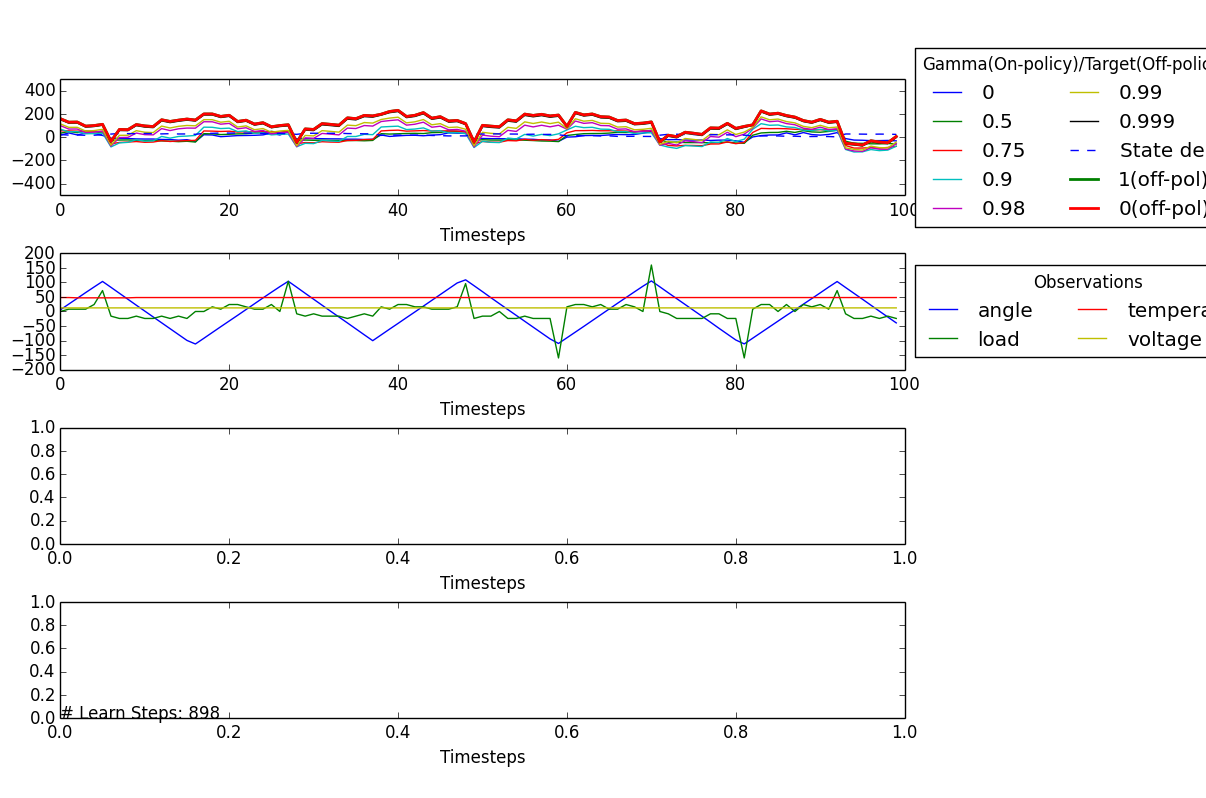 Gamma(On-policy)/Target(Off-polic
0 0.99
0.5 0.999
0.75 State de
0.9 1(off-pol)
0.98 0(off-pol)
400
200
0
−200
−400
0 20 40 60 80 100
Timesteps
Observations
angle tempera
load voltage
200
150
100
50
0
−50
−100
−150
−200
0 20 40 60 80 100
Timesteps
1.0
0.8
0.6
0.4
0.2
0.0
0.0 0.2 0.4 0.6 0.8 1.0
Timesteps
1.0
0.8
0.6
0.4
0.2
0.0
# Learn Steps: 898
0.0 0.2 0.4 0.6 0.8 1.0
Timesteps